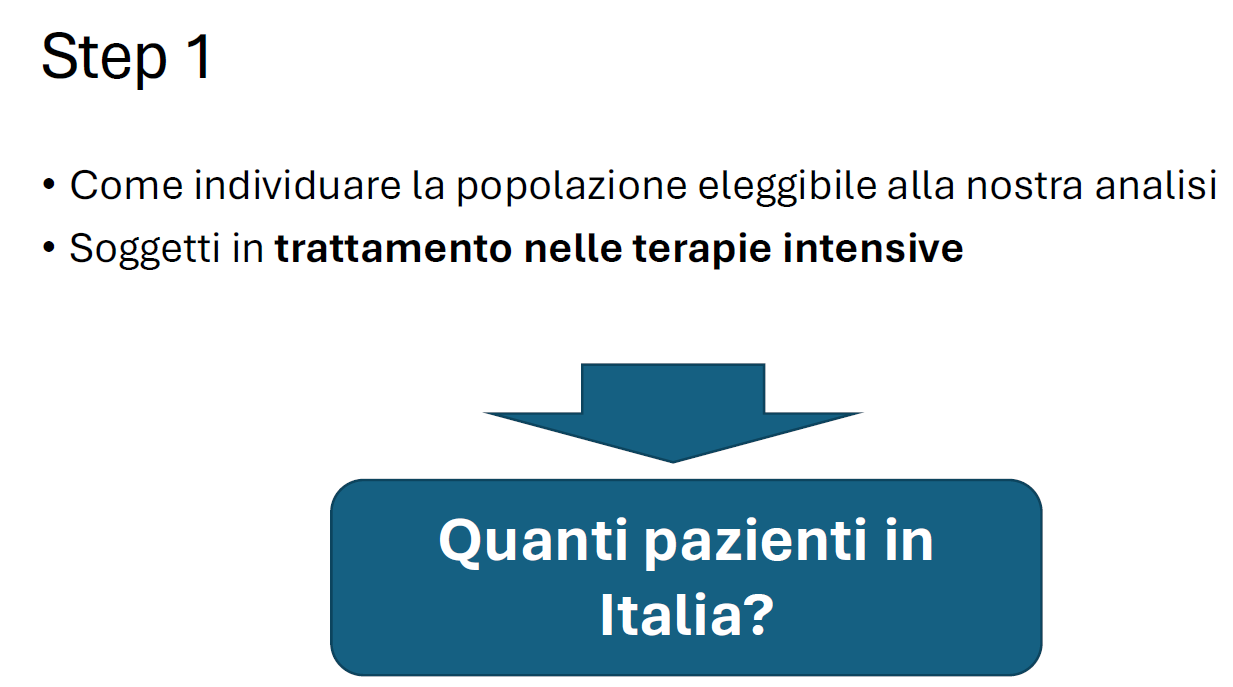 Step 1
• Come individuare la popolazione eleggibile alla nostra analisi
• Soggetti in trattamento nelle terapie intensive
Quanti pazienti in
Italia?